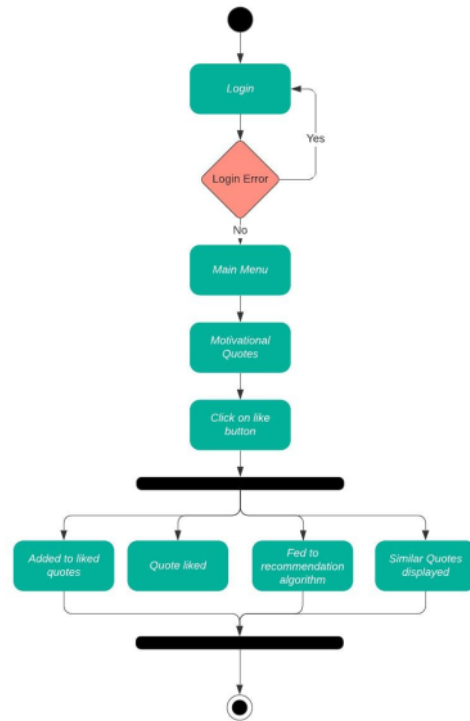 Login
Yes
Login Error
No
Main Menu
Motivational
Quotes
Click on like
button
Added to liked
quotes
Quote liked
Fed to
recommendation
algorithm
Similar Quotes
displayed